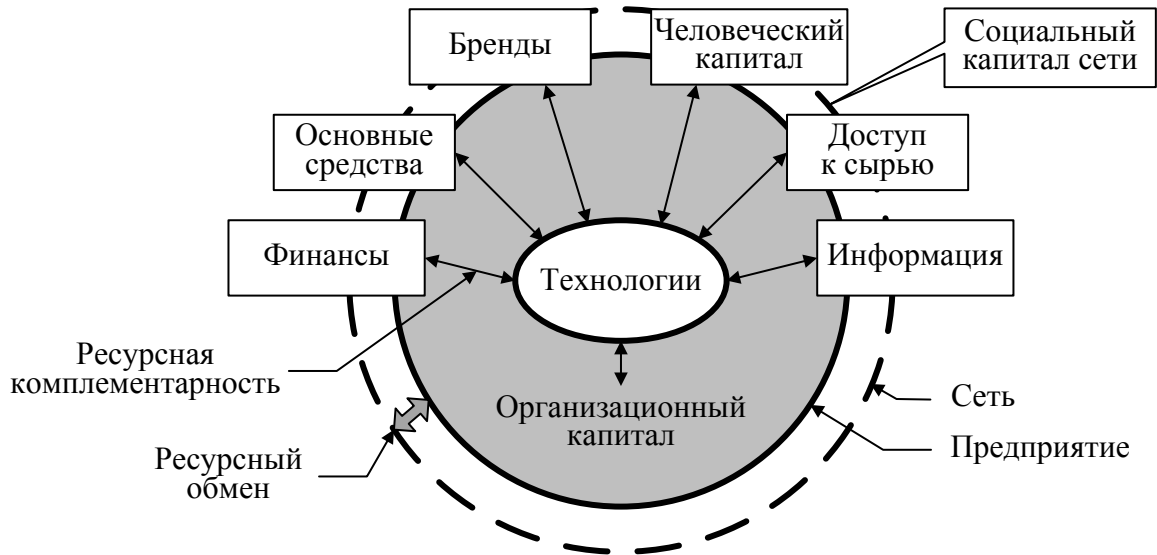 Бренды
Человеческий
капитал
Социальный
капитал сети
Основные
средства
Доступ
к сырью
Финансы
Технологии
Информация
Ресурсная
комплементарность
Организационный
капитал
Сеть
Предприятие
Ресурсный
обмен